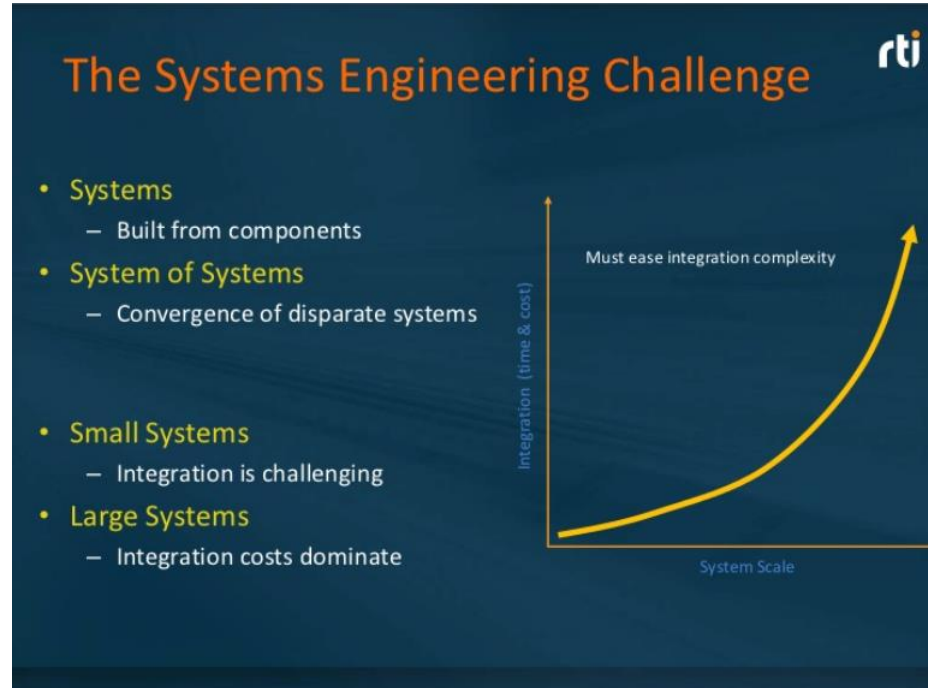 rti
The Systems Engineering Challenge
• Systems
– Built from components
• System of Systems
– Convergence of disparate systems
• Small Systems
– Integration is challenging
• Large Systems
– Integration costs dominate
Must ease integration complexity
Integration (time & cost)
System Scale